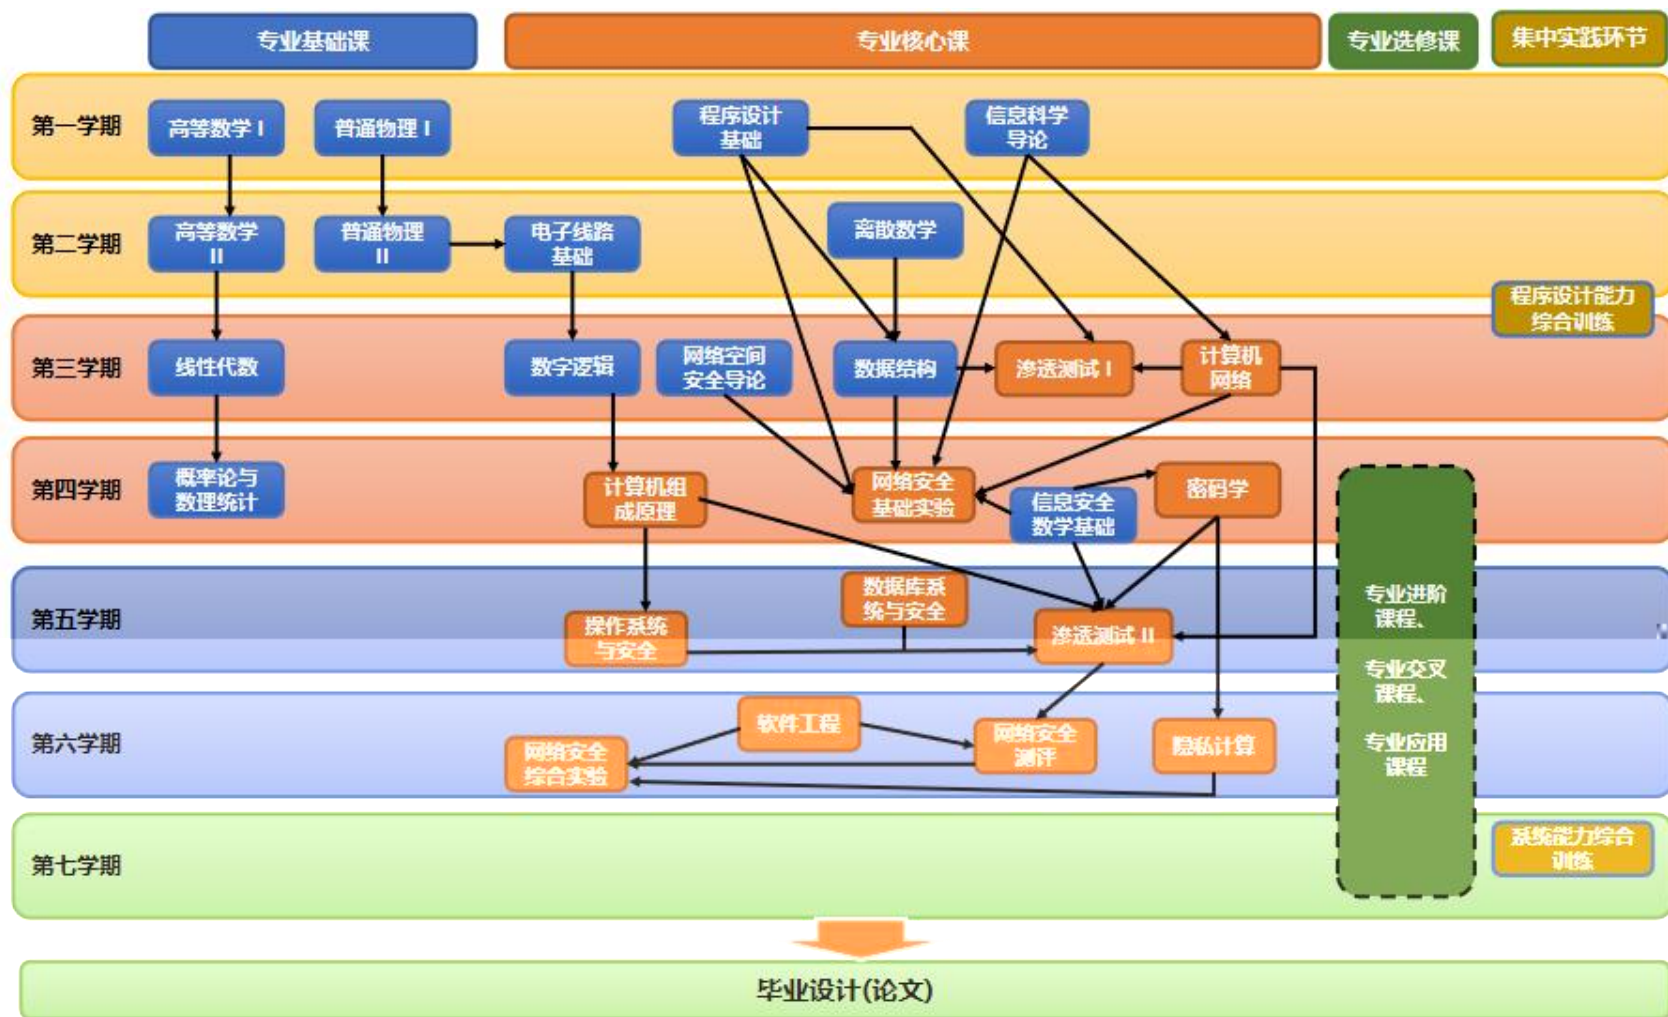 专业基础课
专业核心课
专业选修课
集中实践环节
第一学期
高等数学 I
普通物理 I
程序设计
基础
信息科学
导论
第二学期
高等数学
II
普通物理
II
电子线路
基础
离散数学
程序设计能力
综合训练
第三学期
线性代数
数字逻辑
网络空间
安全导论
数据结构
渗透测试 I
计算机
网络
第四学期
概率论与
数理统计
计算机组
成原理
网络安全
基础实验
信息安全
数学基础
密码学
第五学期
操作系统
与安全
数据库系
统与安全
渗透测试 II
专业进阶
课程、
专业交叉
课程、
专业应用
课程
第六学期
网络安全
综合实验
软件工程
网络安全
测评
隐私计算
第七学期
系统能力综合
训练
毕业设计(论文)